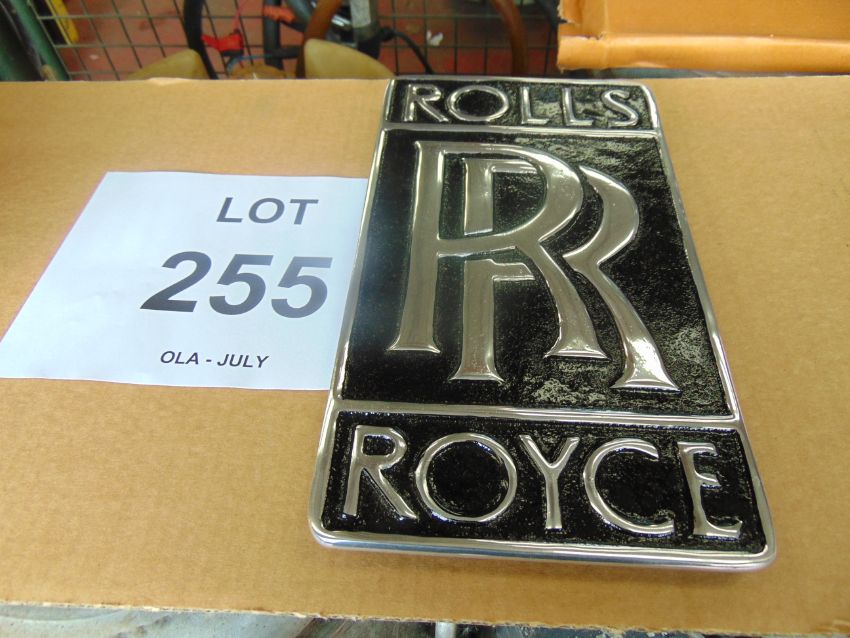 LOT
255
OLA - JULY
ROLLS
RR
ROYCE